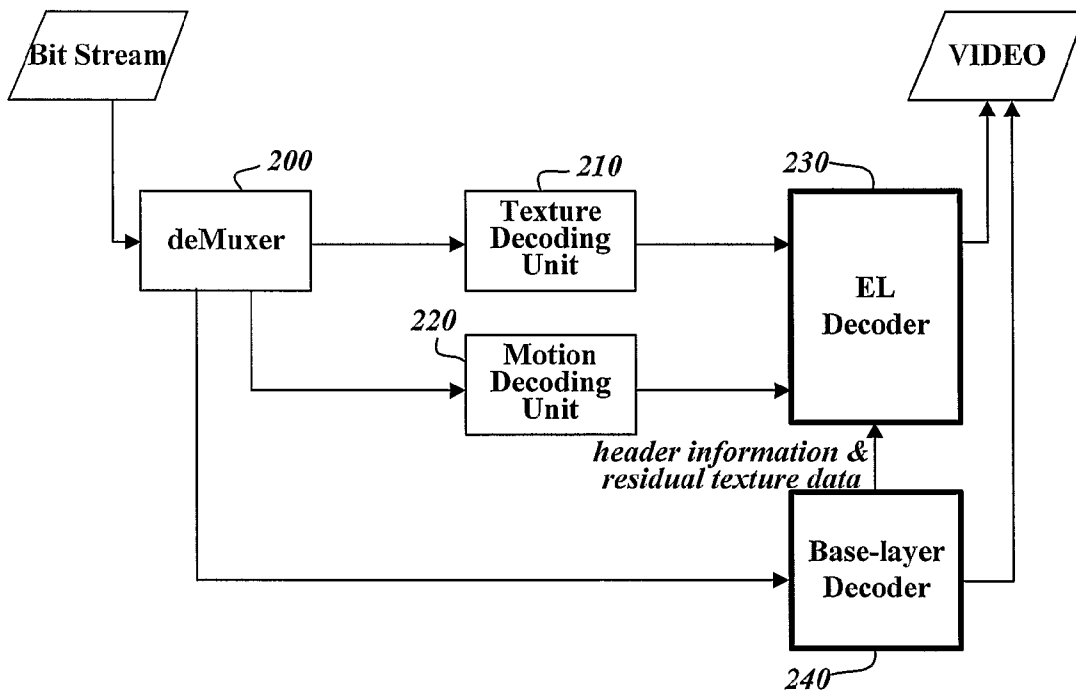 Bit Stream
VIDEO
200
210
230
deMuxer
Texture
Decoding
Unit
EL
Decoder
220
Motion
Decoding
Unit
header information &
residual texture data
Base-layer
Decoder
240